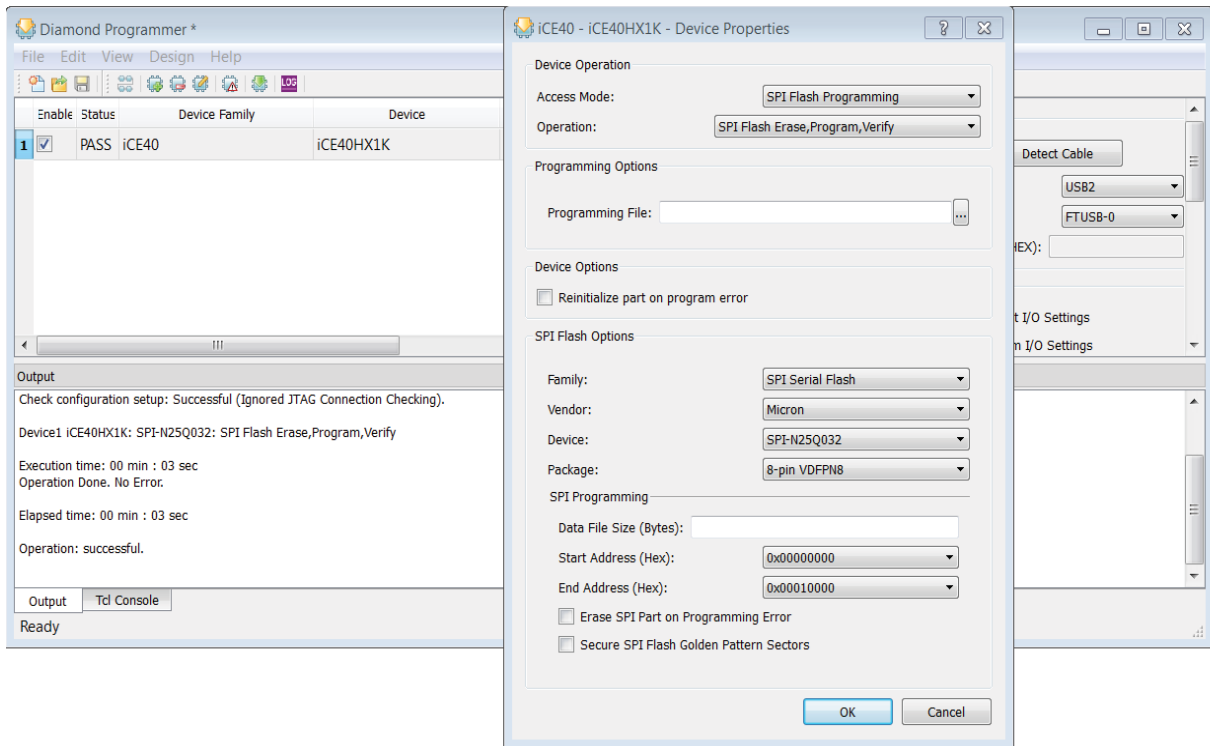 Diamond Programmer *
File Edit View Design Help
LOG
Enable Status Device Family Device
1 PASS iCE40 iCE40HX1K
Output
Check configuration setup: Successful (Ignored JTAG Connection Checking).
Device1 iCE40HX1K: SPI-N25Q032: SPI Flash Erase,Program,Verify
Execution time: 00 min : 03 sec
Operation Done. No Error.
Elapsed time: 00 min : 03 sec
Operation: successful.
Output Tcl Console
Ready
iCE40 - iCE40HX1K - Device Properties
Device Operation
Access Mode: SPI Flash Programming
Operation: SPI Flash Erase,Program,Verify
Programming Options
Programming File: ...
Device Options
Reinitialize part on program error
SPI Flash Options
Family: SPI Serial Flash
Vendor: Micron
Device: SPI-N25Q032
Package: 8-pin VDFPN8
SPI Programming
Data File Size (Bytes):
Start Address (Hex): 0x00000000
End Address (Hex): 0x00010000
Erase SPI Part on Programming Error
Secure SPI Flash Golden Pattern Sectors
OK Cancel
Detect Cable
USB2
FTUSB-0
HEX):
t I/O Settings
m I/O Settings